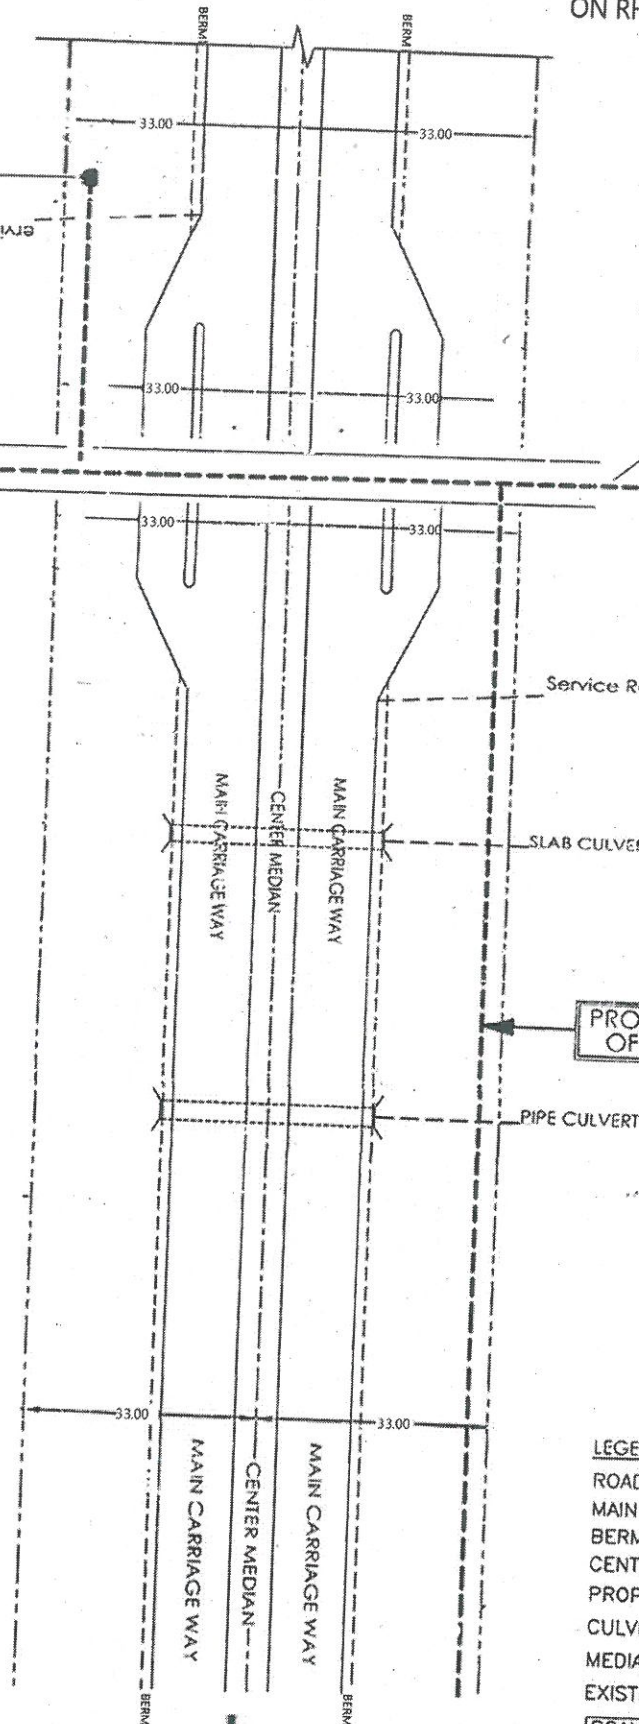 ON RH
BERM
BERM
33.00
33.00
ervi
33.00
33.00
33.00
33.00
Service R
MAIN CARRIAGE WAY
CENTER MEDIAN
MAIN CARRIAGE WAY
SLAB CULVE
PRO
OF
PIPE CULVERT
33.00
33.00
MAIN CARRIAGE WAY
CENTER MEDIAN
MAIN CARRIAGE WAY
LEGE
ROAD
MAIN
BERM
CENT
PROP
CULV
MEDIA
EXIST
BERM
BERM